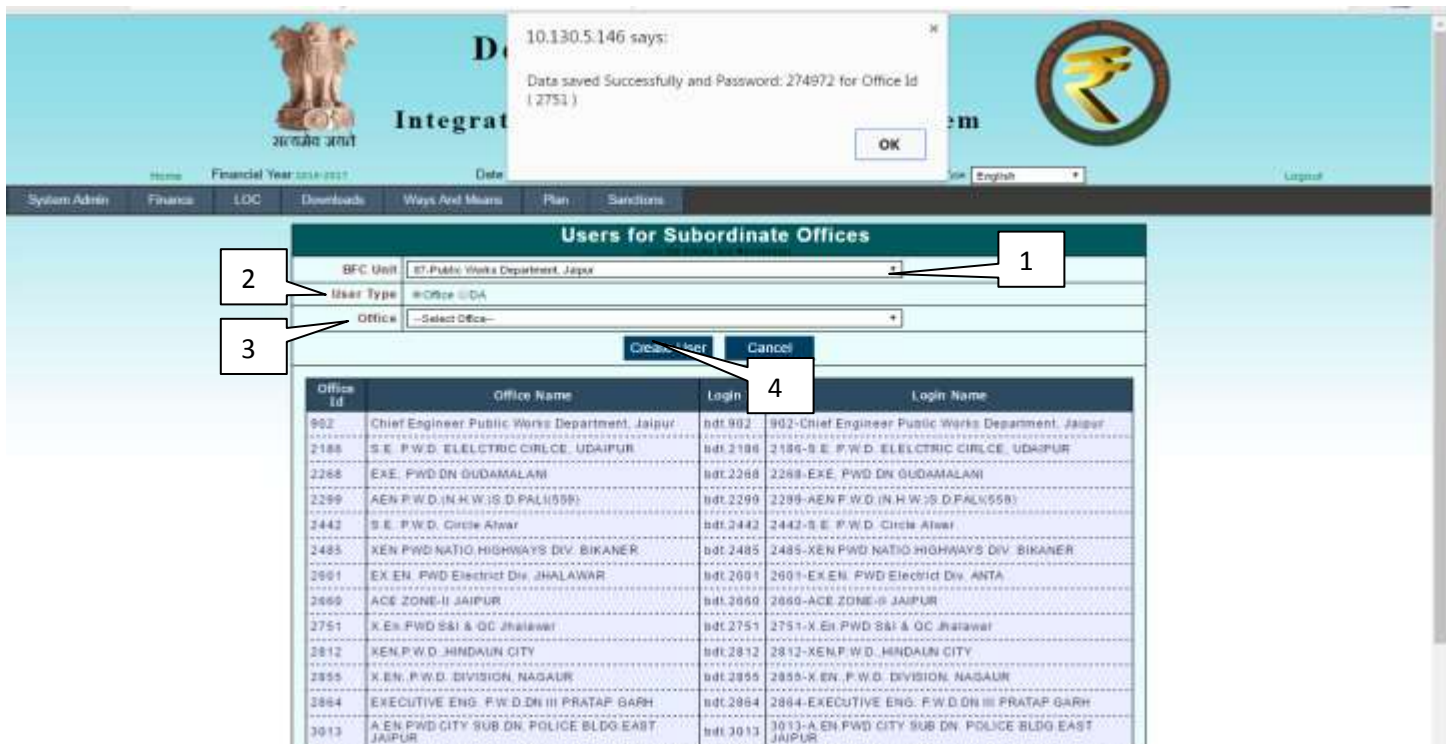 10.130.5.146 says:
Data saved Successfully and Password: 274972 for Office Id
( 2751 )
OK
Integrat
em
सत्यमेव जयते
Home Financial Year Date English Logout
System Admin Finance LOC Downloads Ways And Means Plan Sanctions
Users for Subordinate Offices
1
2
3
4
BFC Unit 87-Public Works Department, Jaipur
User Type Office DA
Office --Select Office--
Create User Cancel
Office Id Office Name Login Login Name
902 Chief Engineer Public Works Department, Jaipur bdt.902 902-Chief Engineer Public Works Department, Jaipur
2186 S.E. P.W.D. ELELCTRIC CIRLCE, UDAIPUR bdt.2186 2186-S.E. P.W.D. ELELCTRIC CIRLCE, UDAIPUR
2268 EXE, PWD DN GUDAMALANI bdt.2268 2268-EXE, PWD DN GUDAMALANI
2299 AEN P.W.D.(N.H.W.)S.D.PALI(559) bdt.2299 2299-AEN P.W.D.(N.H.W.)S.D.PALI(559)
2442 S.E. P.W.D. Circle Alwar bdt.2442 2442-S.E. P.W.D. Circle Alwar
2485 XEN PWD NATIO.HIGHWAYS DIV. BIKANER bdt.2485 2485-XEN PWD NATIO.HIGHWAYS DIV. BIKANER
2601 EX.EN. PWD Electrict Div. JHALAWAR bdt.2601 2601-EX.EN. PWD Electrict Div. ANTA
2660 ACE ZONE-II JAIPUR bdt.2660 2660-ACE ZONE-II JAIPUR
2751 X.En.PWD S&I & QC Jhalawar bdt.2751 2751-X.En.PWD S&I & QC Jhalawar
2812 XEN,P.W.D.,HINDAUN CITY bdt.2812 2812-XEN,P.W.D.,HINDAUN CITY
2855 X.EN.,P.W.D. DIVISION, NAGAUR bdt.2855 2855-X.EN.,P.W.D. DIVISION, NAGAUR
2864 EXECUTIVE ENG. P.W.D.DN III PRATAP GARH bdt.2864 2864-EXECUTIVE ENG. P.W.D.DN III PRATAP GARH
3013 A.EN.PWD CITY SUB DN. POLICE BLDG.EAST JAIPUR bdt.3013 3013-A.EN.PWD CITY SUB DN. POLICE BLDG.EAST JAIPUR